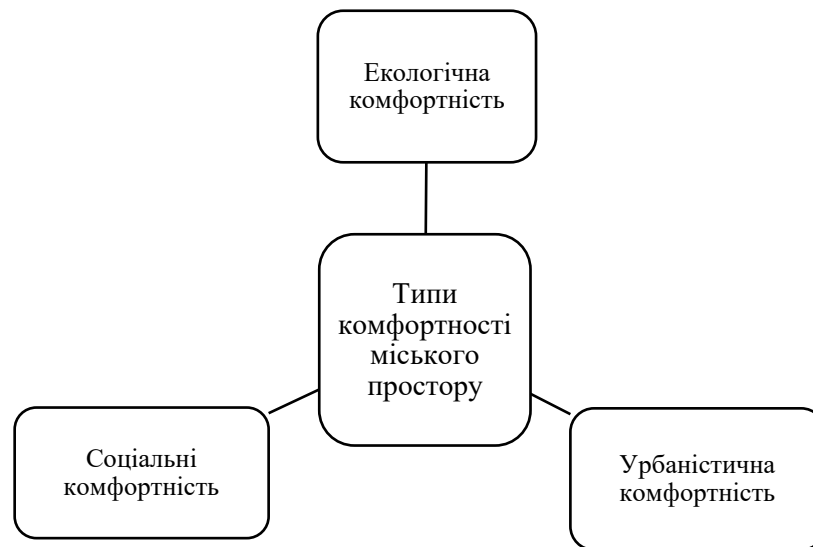 Екологічна
комфортність
Типи
комфортності
міського
простору
Соціальні
комфортність
Урбаністична
комфортність